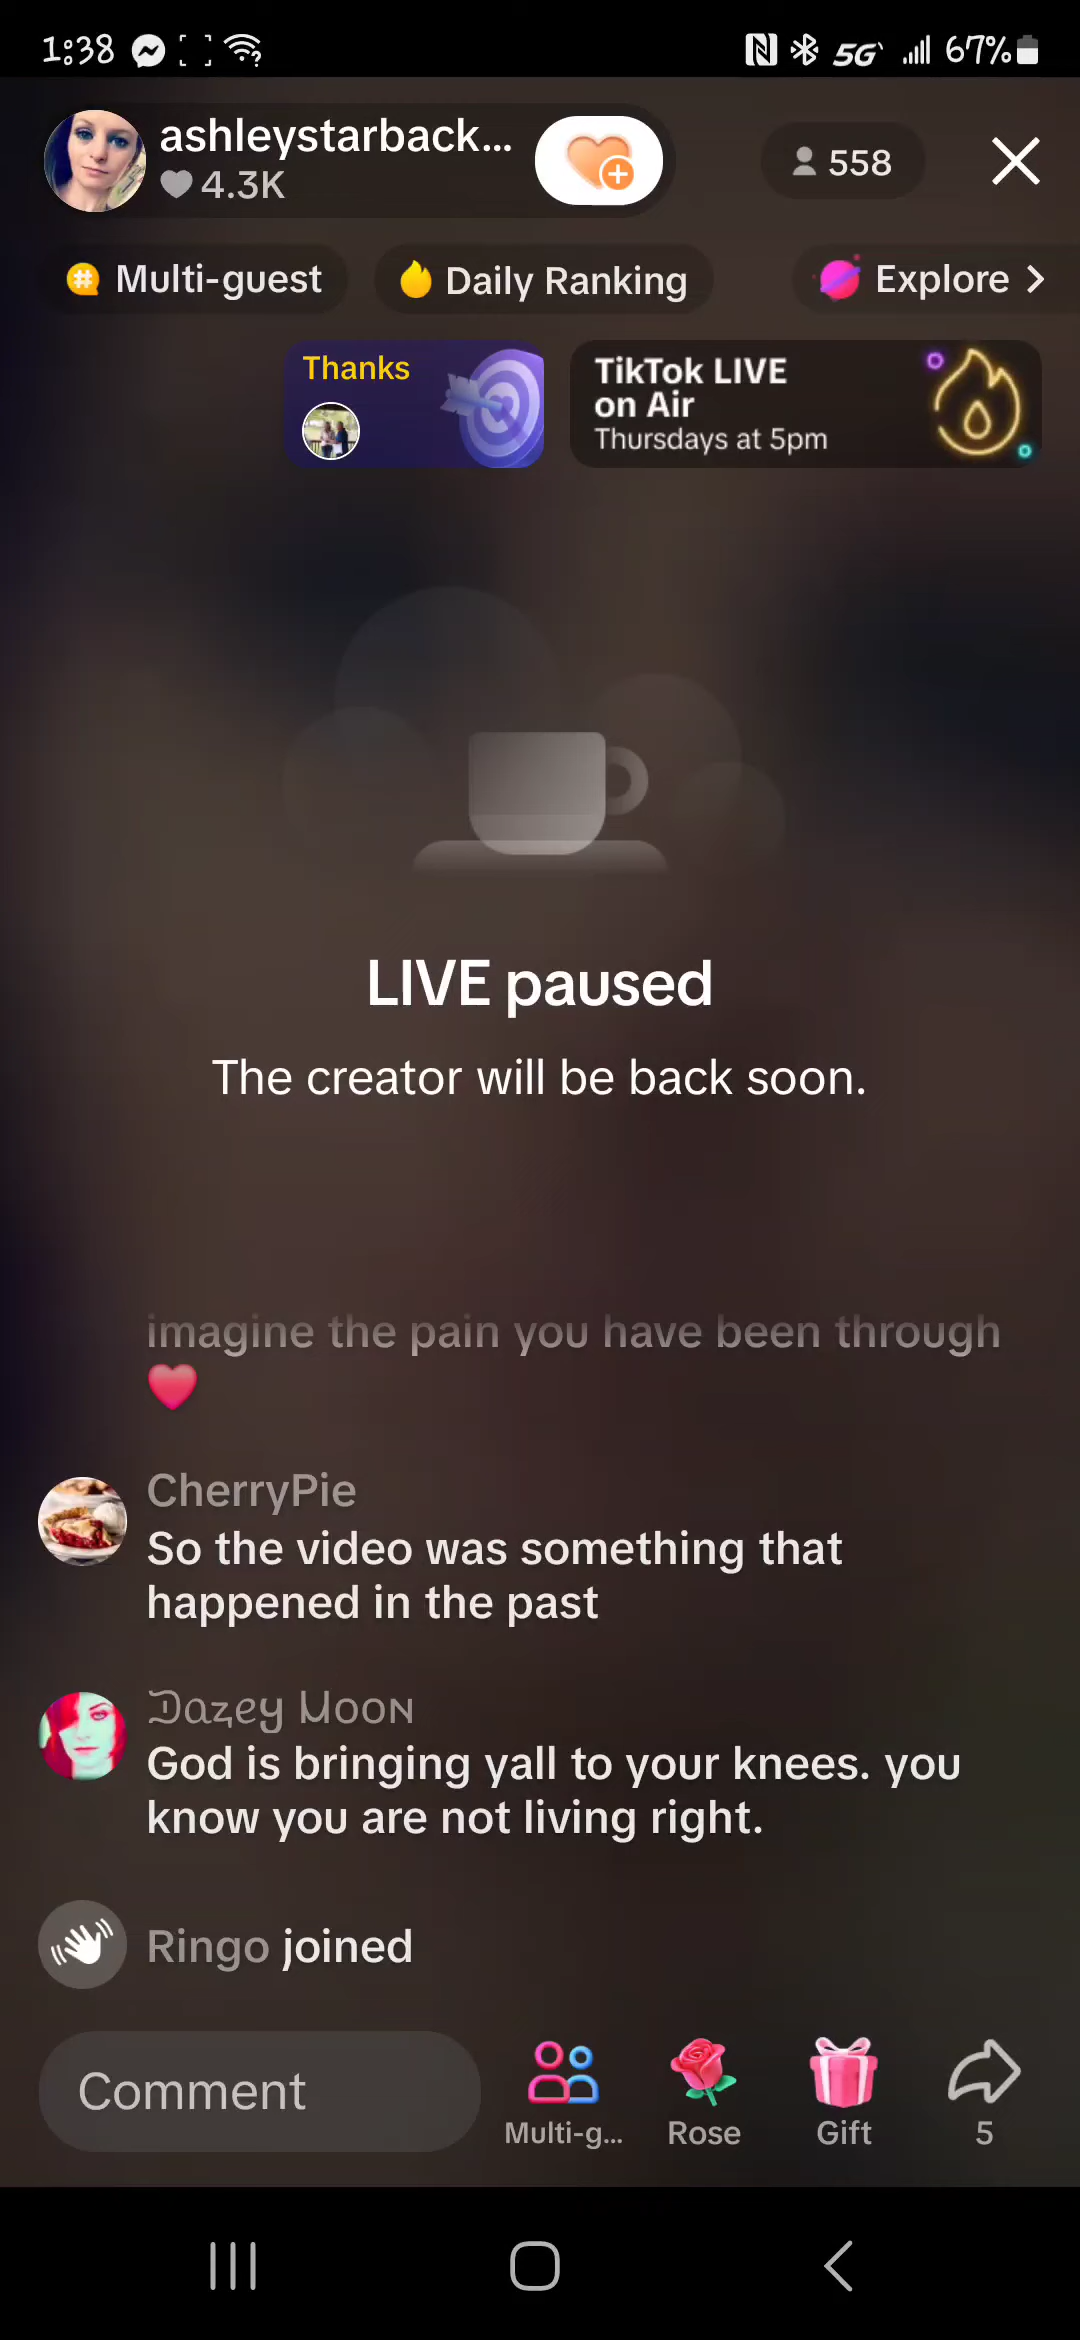 1:38
5G
67%
ashleystarback...
4.3K
558
Multi-guest
Daily Ranking
Explore
Thanks
TikTok LIVE
on Air
Thursdays at 5pm
LIVE paused
The creator will be back soon.
imagine the pain you have been through
❤️
CherryPie
So the video was something that
happened in the past
Dazey Moon
God is bringing yall to your knees. you
know you are not living right.
Ringo joined
Comment
Multi-g...
Rose
Gift
5